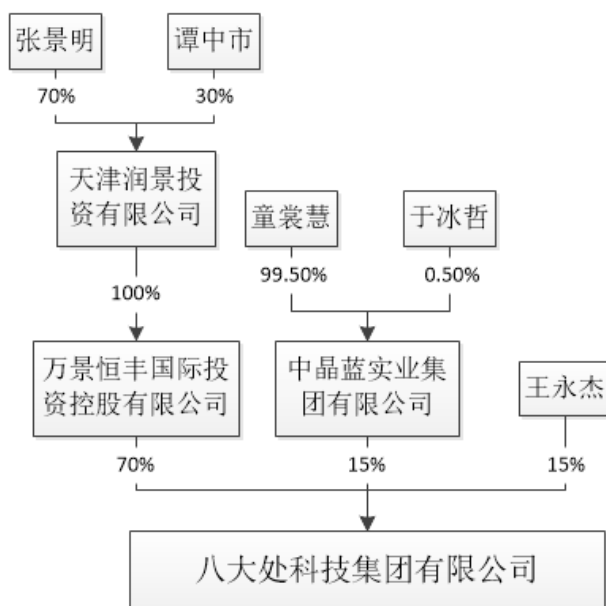 张景明
谭中市
70%
30%
天津润景投
资有限公司
童裳慧
于冰哲
100%
99.50%
0.50%
万景恒丰国际投
资控股有限公司
中晶蓝实业集
团有限公司
王永杰
70%
15%
15%
八大处科技集团有限公司